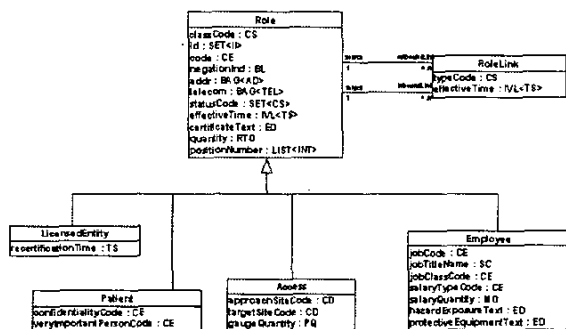 Role
classCode : CS
id : SET<II>
code : CE
negationInd : BL
addr : BAG<AD>
telecom : BAG<TEL>
statusCode : SET<CS>
effectiveTime : IVL<TS>
certificateText : ED
quantity : RTO
positionNumber : LIST<INT>
1
1
RoleLink
typeCode : CS
effectiveTime : IVL<TS>
LicensedEntity
recertificationTime : TS
Patient
confidentialityCode : CE
veryImportantPersonCode : CE
Access
approachSiteCode : CD
targetSiteCode : CD
gaugeQuantity : PQ
Employee
jobCode : CE
jobTitleName : SC
jobClassCode : CE
salaryTypeCode : CE
salaryQuantity : MO
hazardExposureText : ED
protectiveEquipmentText : ED